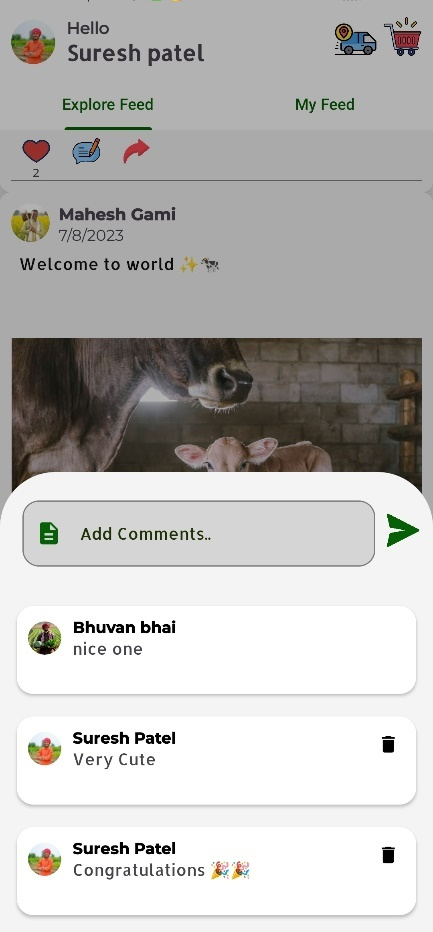 Hello
Suresh patel
Explore Feed
My Feed
2
Mahesh Gami
7/8/2023
Welcome to world ✨🐄
Add Comments..
Bhuvan bhai
nice one
Suresh Patel
Very Cute
Suresh Patel
Congratulations 🎉🎉